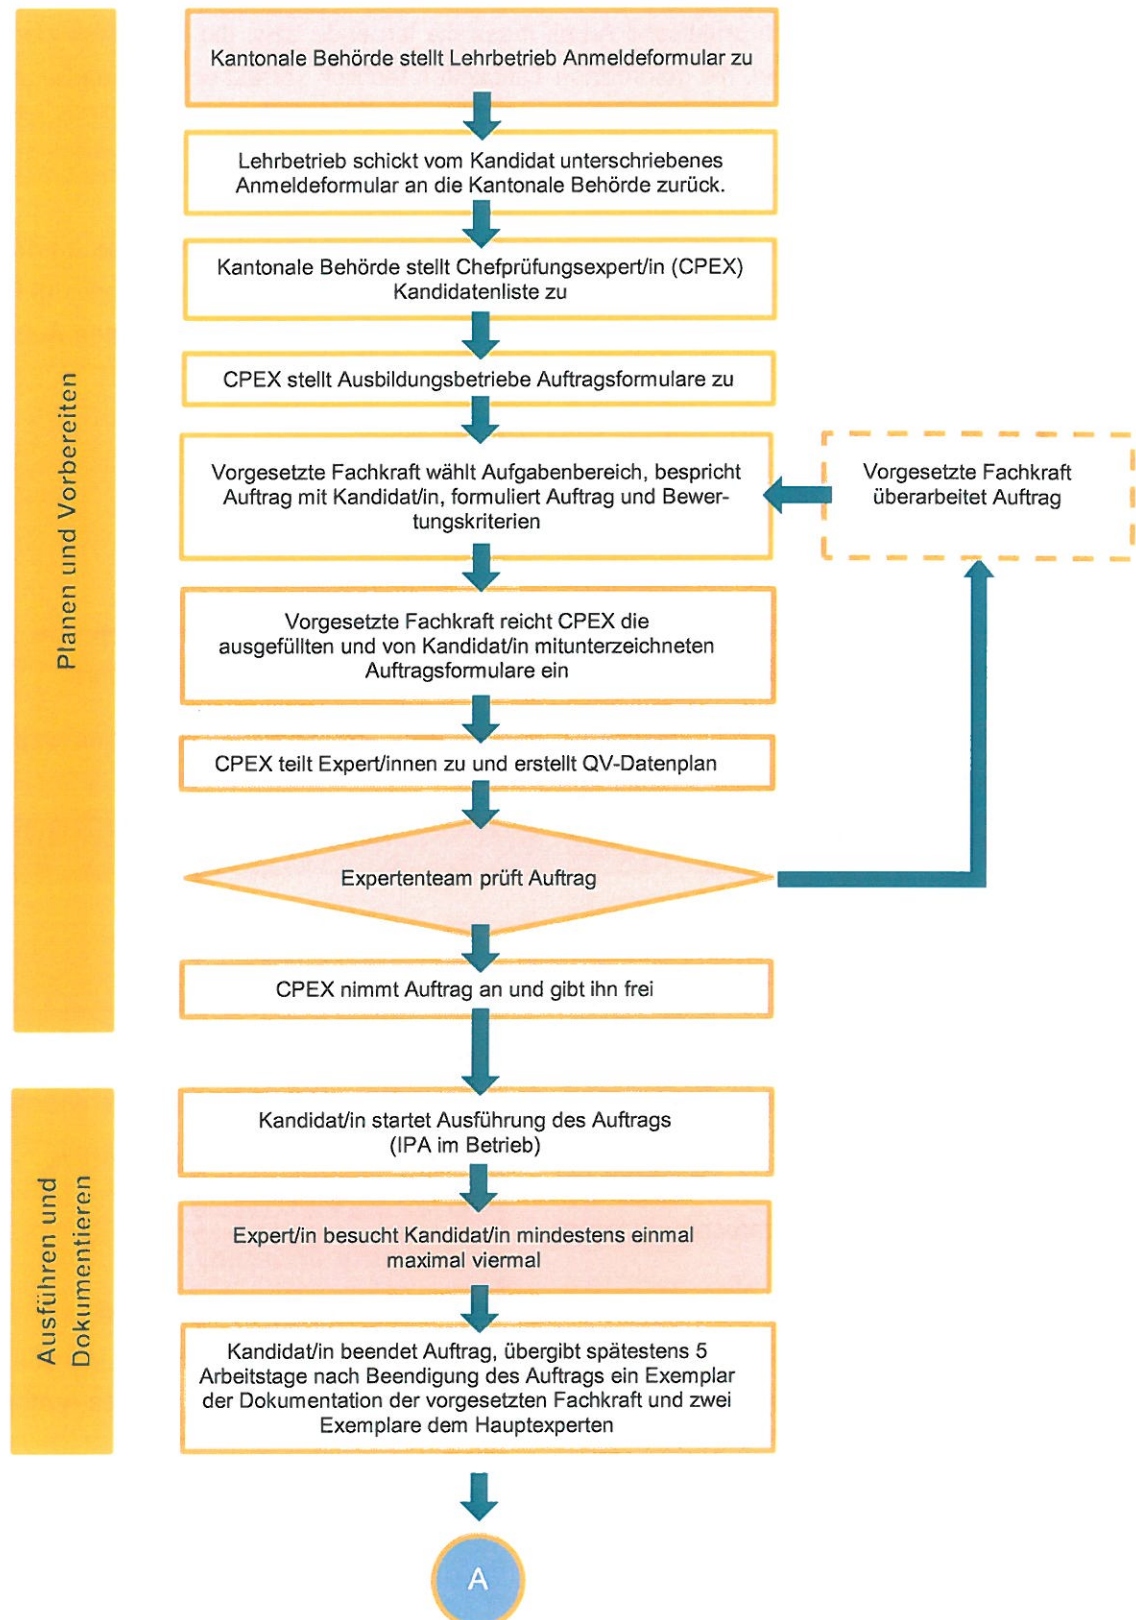 Planen und Vorbereiten
Kantonale Behörde stellt Lehrbetrieb Anmeldeformular zu
Lehrbetrieb schickt vom Kandidat unterschriebenes
Anmeldeformular an die Kantonale Behörde zurück.
Kantonale Behörde stellt Chefprüfungsexpert/in (CPEX)
Kandidatenliste zu
CPEX stellt Ausbildungsbetriebe Auftragsformulare zu
Vorgesetzte Fachkraft wählt Aufgabenbereich, bespricht
Auftrag mit Kandidat/in, formuliert Auftrag und Bewer-
tungskriterien
Vorgesetzte Fachkraft
überarbeitet Auftrag
Vorgesetzte Fachkraft reicht CPEX die
ausgefüllten und von Kandidat/in mitunterzeichneten
Auftragsformulare ein
CPEX teilt Expert/innen zu und erstellt QV-Datenplan
Expertenteam prüft Auftrag
CPEX nimmt Auftrag an und gibt ihn frei
Ausführen und
Dokumentieren
Kandidat/in startet Ausführung des Auftrags
(IPA im Betrieb)
Expert/in besucht Kandidat/in mindestens einmal
maximal viermal
Kandidat/in beendet Auftrag, übergibt spätestens 5
Arbeitstage nach Beendigung des Auftrags ein Exemplar
der Dokumentation der vorgesetzten Fachkraft und zwei
Exemplare dem Hauptexperten
A